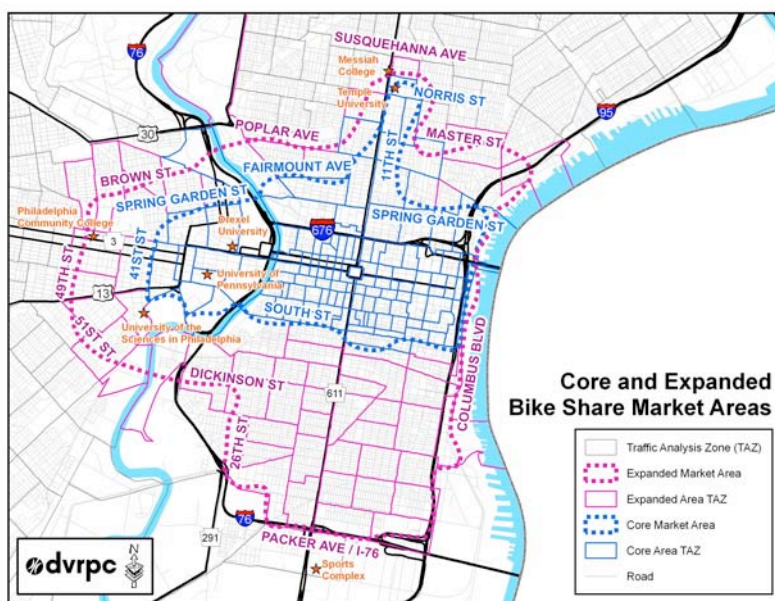 SUSQUEHANNA AVE
76
Messiah
College
Temple
University
NORRIS ST
95
30
POPLAR AVE
MASTER ST
11TH ST
FAIRMOUNT AVE
BROWN ST
SPRING GARDEN ST
SPRING GARDEN ST
Philadelphia
Community College
Drexel
University
676
3
41ST ST
49TH ST
University of
Pennsylvania
13
SOUTH ST
University of the
Sciences in Philadelphia
51ST ST
COLUMBUS BLVD
DICKINSON ST
611
26TH ST
Core and Expanded
Bike Share Market Areas
Traffic Analysis Zone (TAZ)
Expanded Market Area
Expanded Area TAZ
Core Market Area
Core Area TAZ
Road
76
291
PACKER AVE / I-76
Sports
Complex
dvrpc
N